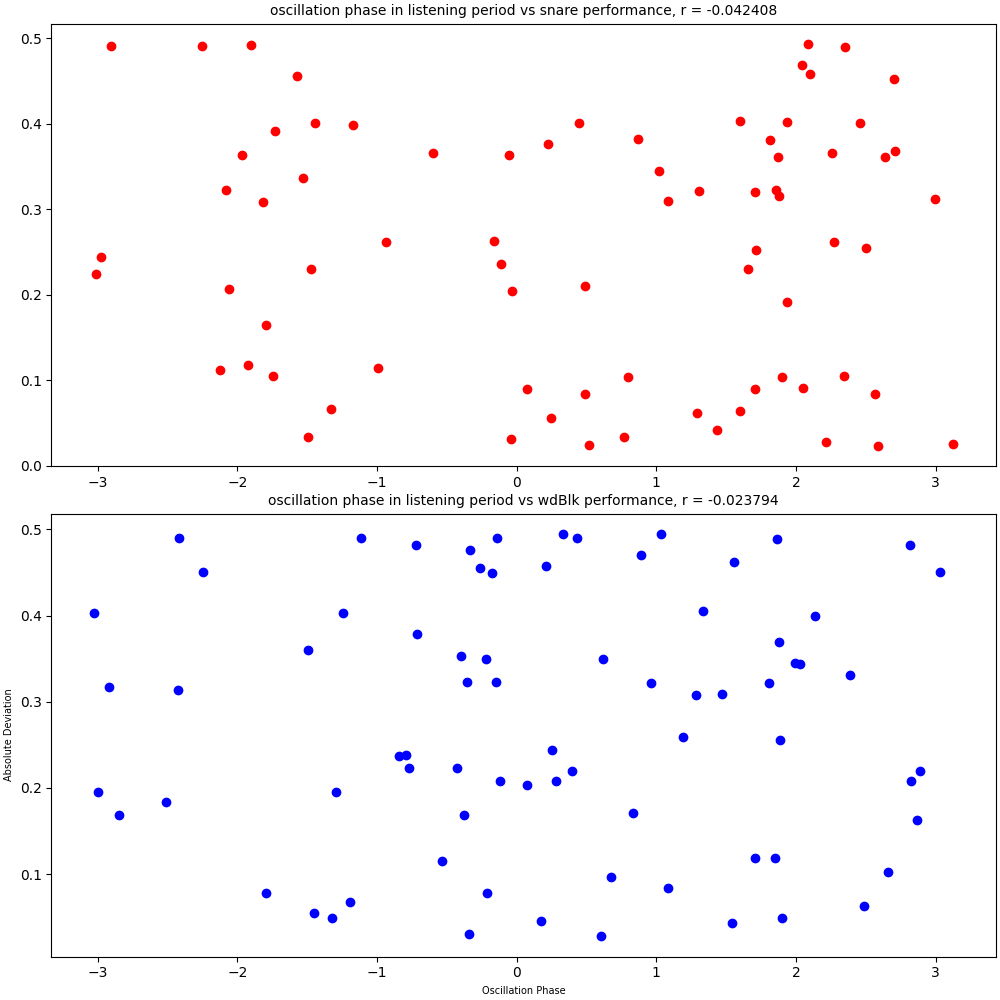 oscillation phase in listening period vs snare performance, r = -0.042408
0.5
0.4
0.3
0.2
0.1
0.0
−3 −2 −1 0 1 2 3
oscillation phase in listening period vs wdBlk performance, r = -0.023794
0.5
0.4
0.3
0.2
0.1
Absolute Deviation
−3 −2 −1 0 1 2 3
Oscillation Phase